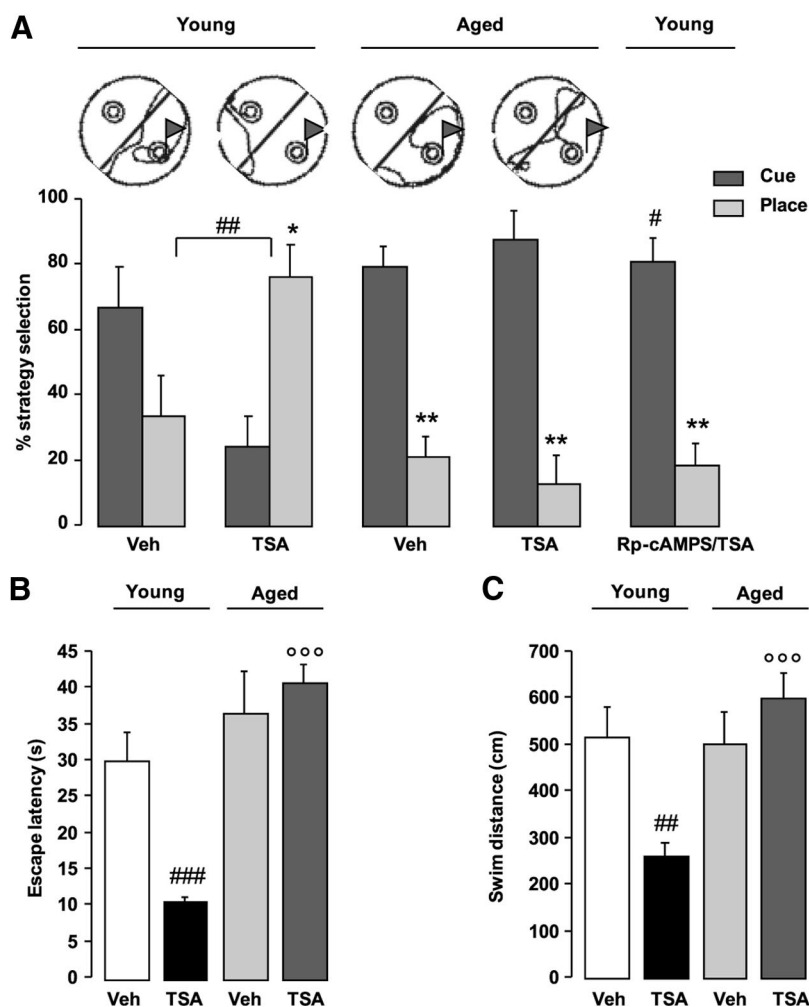 A
Young Aged Young
Cue
Place
100
80
60
40
20
0
% strategy selection
## * ** ** # **
Veh TSA Veh TSA Rp-cAMPS/TSA
B
Young Aged
45
40
35
30
25
20
15
10
5
0
Escape latency (s)
### °°°
Veh TSA Veh TSA
C
Young Aged
700
600
500
400
300
200
100
0
Swim distance (cm)
## °°°
Veh TSA Veh TSA